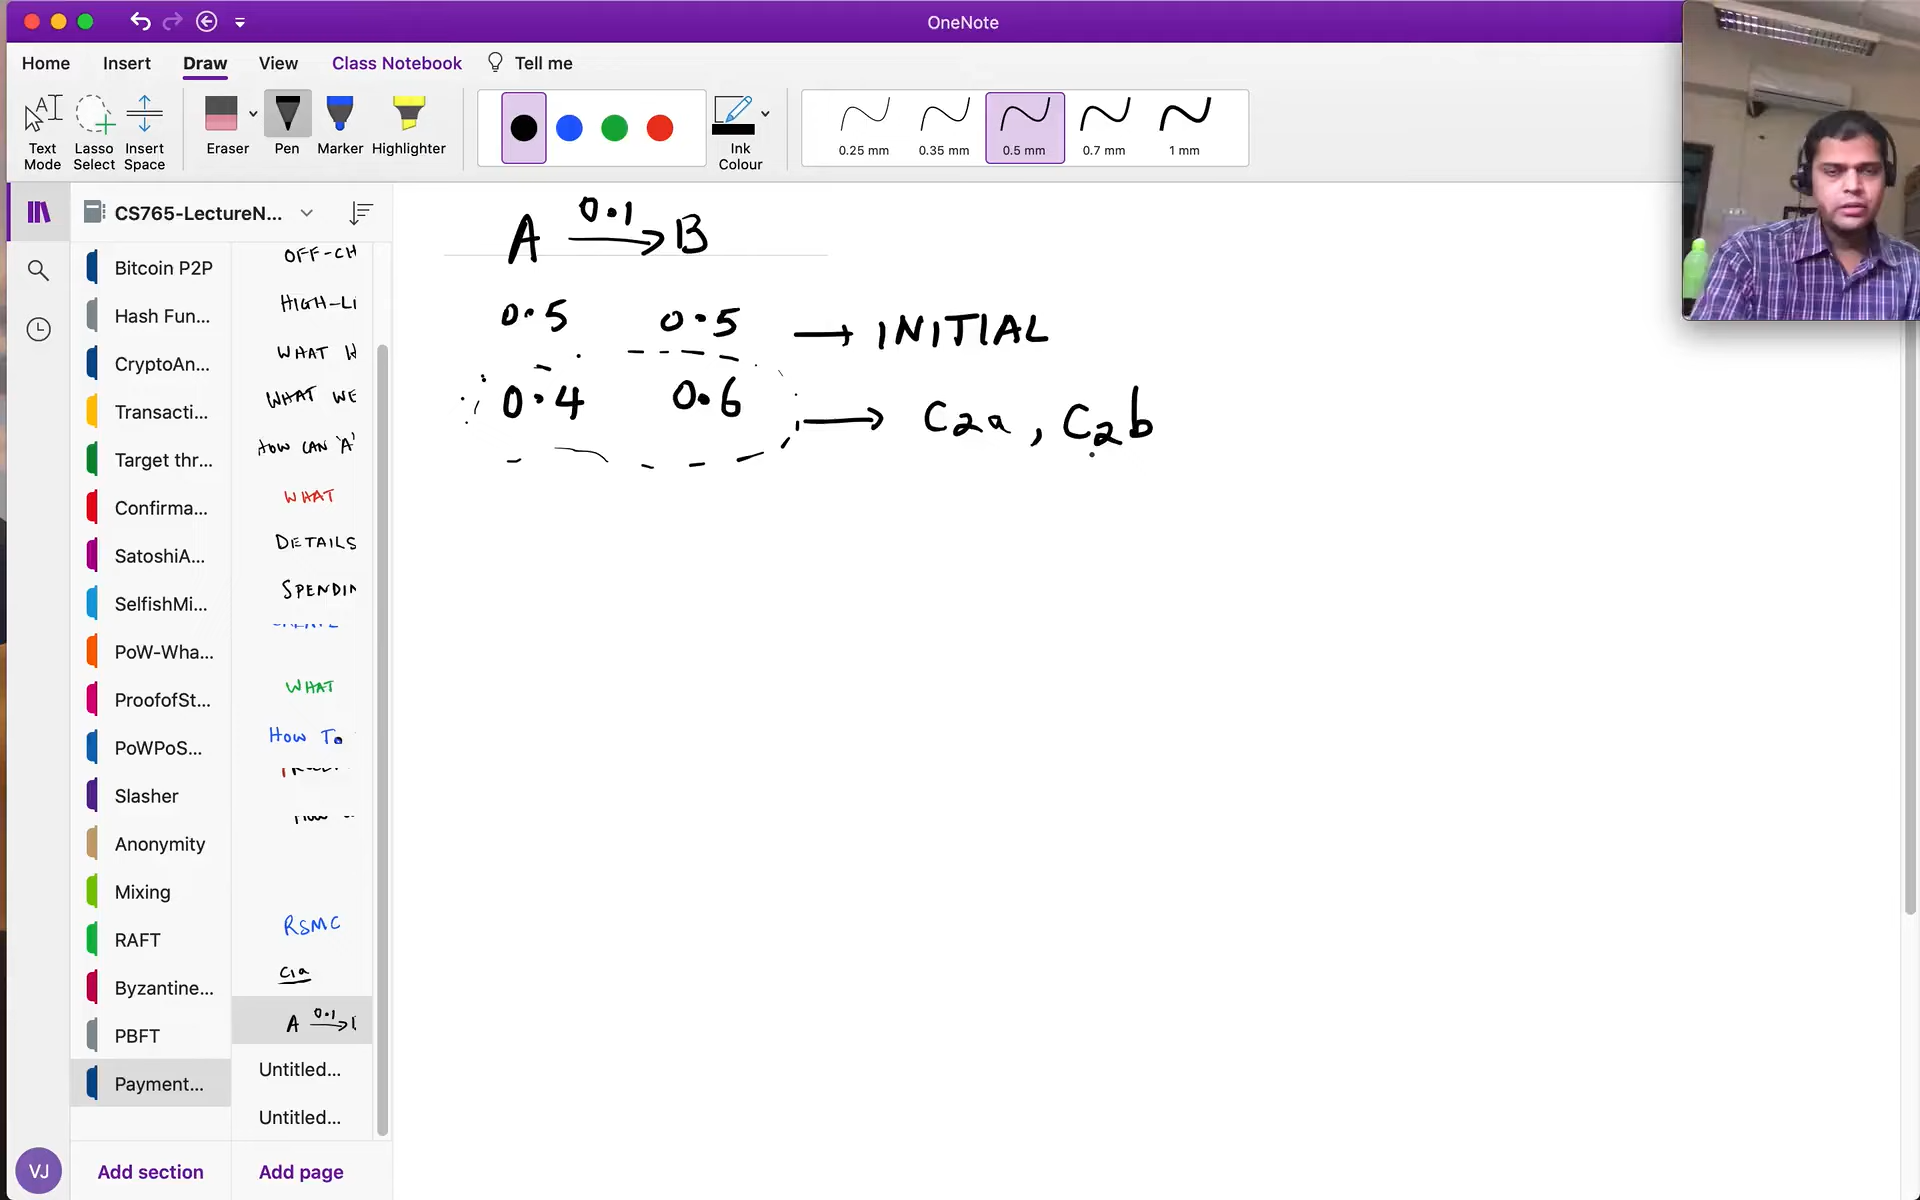 OneNote
Home Insert Draw View Class Notebook Tell me
Text Mode
Lasso Select
Insert Space
Eraser
Pen
Marker
Highlighter
Ink Colour
0.25 mm
0.35 mm
0.5 mm
0.7 mm
1 mm
CS765-LectureN...
Bitcoin P2P
Hash Fun...
CryptoAn...
Transacti...
Target thr...
Confirma...
SatoshiA...
SelfishMi...
PoW-Wha...
ProofofSt...
PoWPoS...
Slasher
Anonymity
Mixing
RAFT
Byzantine...
PBFT
Payment...
Add section
OFF-CH
HIGH-LI
WHAT H
WHAT WE
HOW CAN 'A'
WHAT
DETAILS
SPENDIN
WHAT
HOW TO
RSMC
C1a
A 0.1 →
Untitled...
Untitled...
Add page
VJ
A 0.1 → B
0.5 0.5 → INITIAL
0.4 0.6 → C2a, C2b